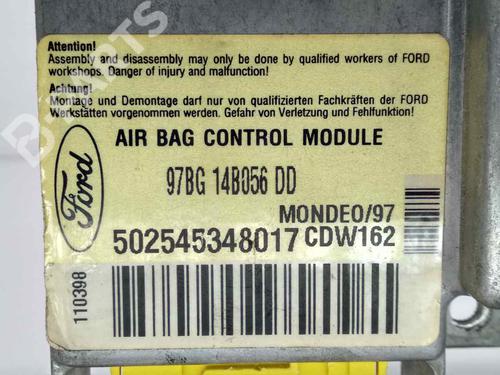 Attention!
Assembly and disassembly may only be done by qualified workers of FORD
workshops. Danger of injury and malfunction!
Achtung!
Montage und Demontage darf nur von qualifizierten Fachkräften der FORD
Werkstätten vorgenommen werden. Gefahr von Verletzung und Fehlfunktion!
AIR BAG CONTROL MODULE
Ford
97BG 14B056 DD
MONDEO/97
502545348017 CDW162
110398
B-PARTS